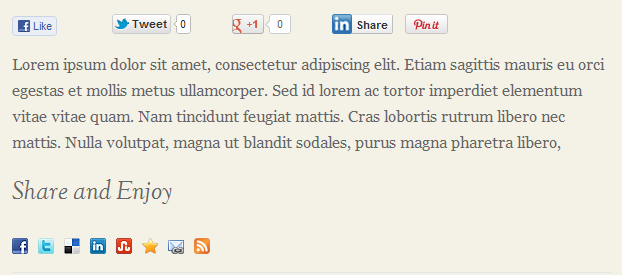 Like Tweet 0 g +1 0 in Share Pin it
Lorem ipsum dolor sit amet, consectetur adipiscing elit. Etiam sagittis mauris eu orci
egestas et mollis metus ullamcorper. Sed id lorem ac tortor imperdiet elementum
vitae vitae quam. Nam tincidunt feugiat mattis. Cras lobortis rutrum libero nec
mattis. Nulla volutpat, magna ut blandit sodales, purus magna pharetra libero,
Share and Enjoy